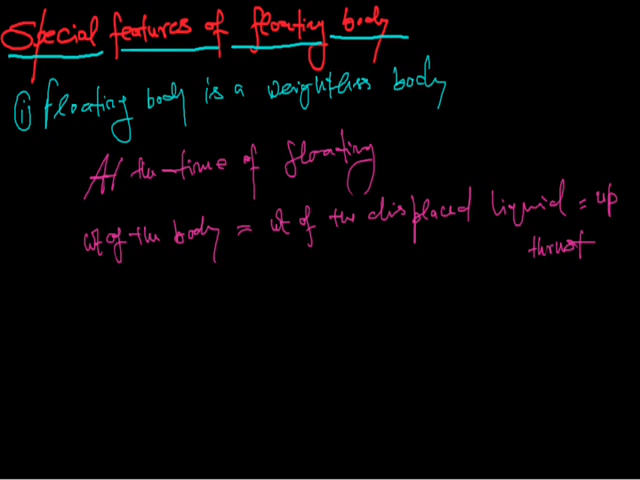 Special features of floating body
i) floating body is a weightless body
At the time of floating
wt of the body = wt of the displaced liquid = up
thrust